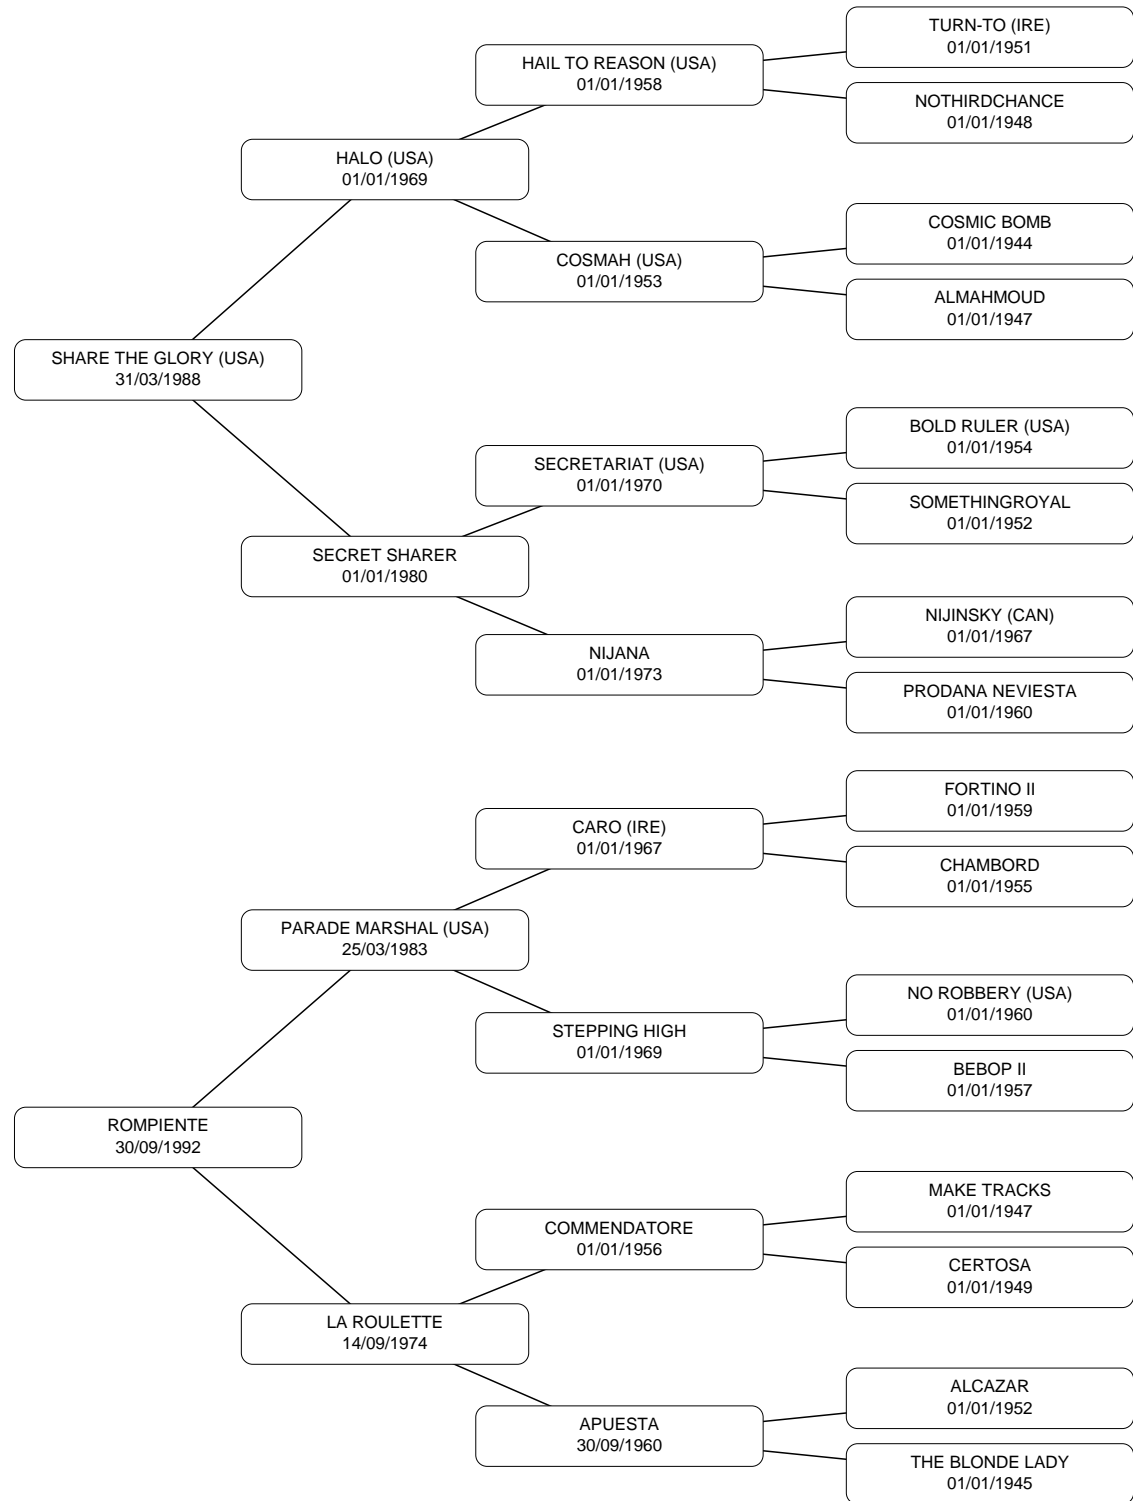 TURN-TO (IRE)
01/01/1951
HAIL TO REASON (USA)
01/01/1958
NOTHIRDCHANCE
01/01/1948
HALO (USA)
01/01/1969
COSMIC BOMB
01/01/1944
COSMAH (USA)
01/01/1953
ALMAHMOUD
01/01/1947
SHARE THE GLORY (USA)
31/03/1988
BOLD RULER (USA)
01/01/1954
SECRETARIAT (USA)
01/01/1970
SOMETHINGROYAL
01/01/1952
SECRET SHARER
01/01/1980
NIJINSKY (CAN)
01/01/1967
NIJANA
01/01/1973
PRODANA NEVIESTA
01/01/1960
FORTINO II
01/01/1959
CARO (IRE)
01/01/1967
CHAMBORD
01/01/1955
PARADE MARSHAL (USA)
25/03/1983
NO ROBBERY (USA)
01/01/1960
STEPPING HIGH
01/01/1969
BEBOP II
01/01/1957
ROMPIENTE
30/09/1992
MAKE TRACKS
01/01/1947
COMMENDATORE
01/01/1956
CERTOSA
01/01/1949
LA ROULETTE
14/09/1974
ALCAZAR
01/01/1952
APUESTA
30/09/1960
THE BLONDE LADY
01/01/1945